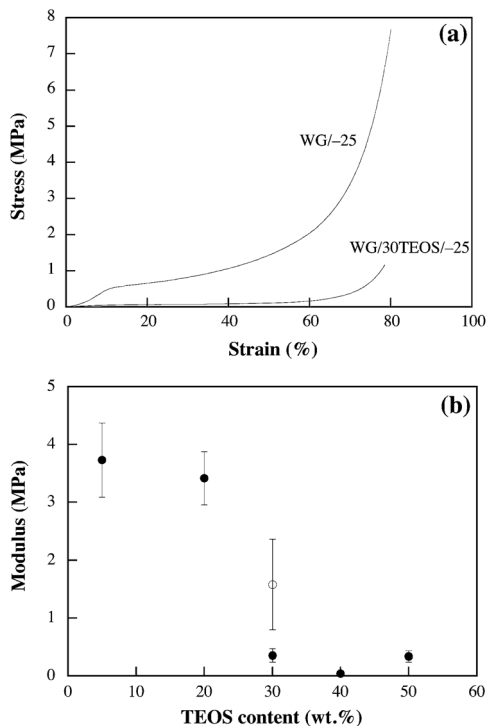 (a)
8
7
6
5
4
3
2
1
0
Stress (MPa)
WG/–25
WG/30TEOS/–25
0 20 40 60 80 100
Strain (%)
(b)
5
4
3
2
1
0
Modulus (MPa)
0 10 20 30 40 50 60
TEOS content (wt.%)